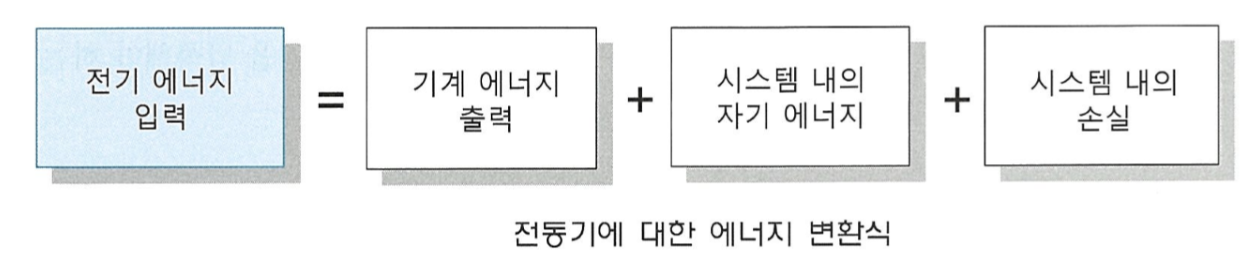 전기 에너지
입력
=
기계 에너지
출력
+
시스템 내의
자기 에너지
+
시스템 내의
손실
전동기에 대한 에너지 변환식